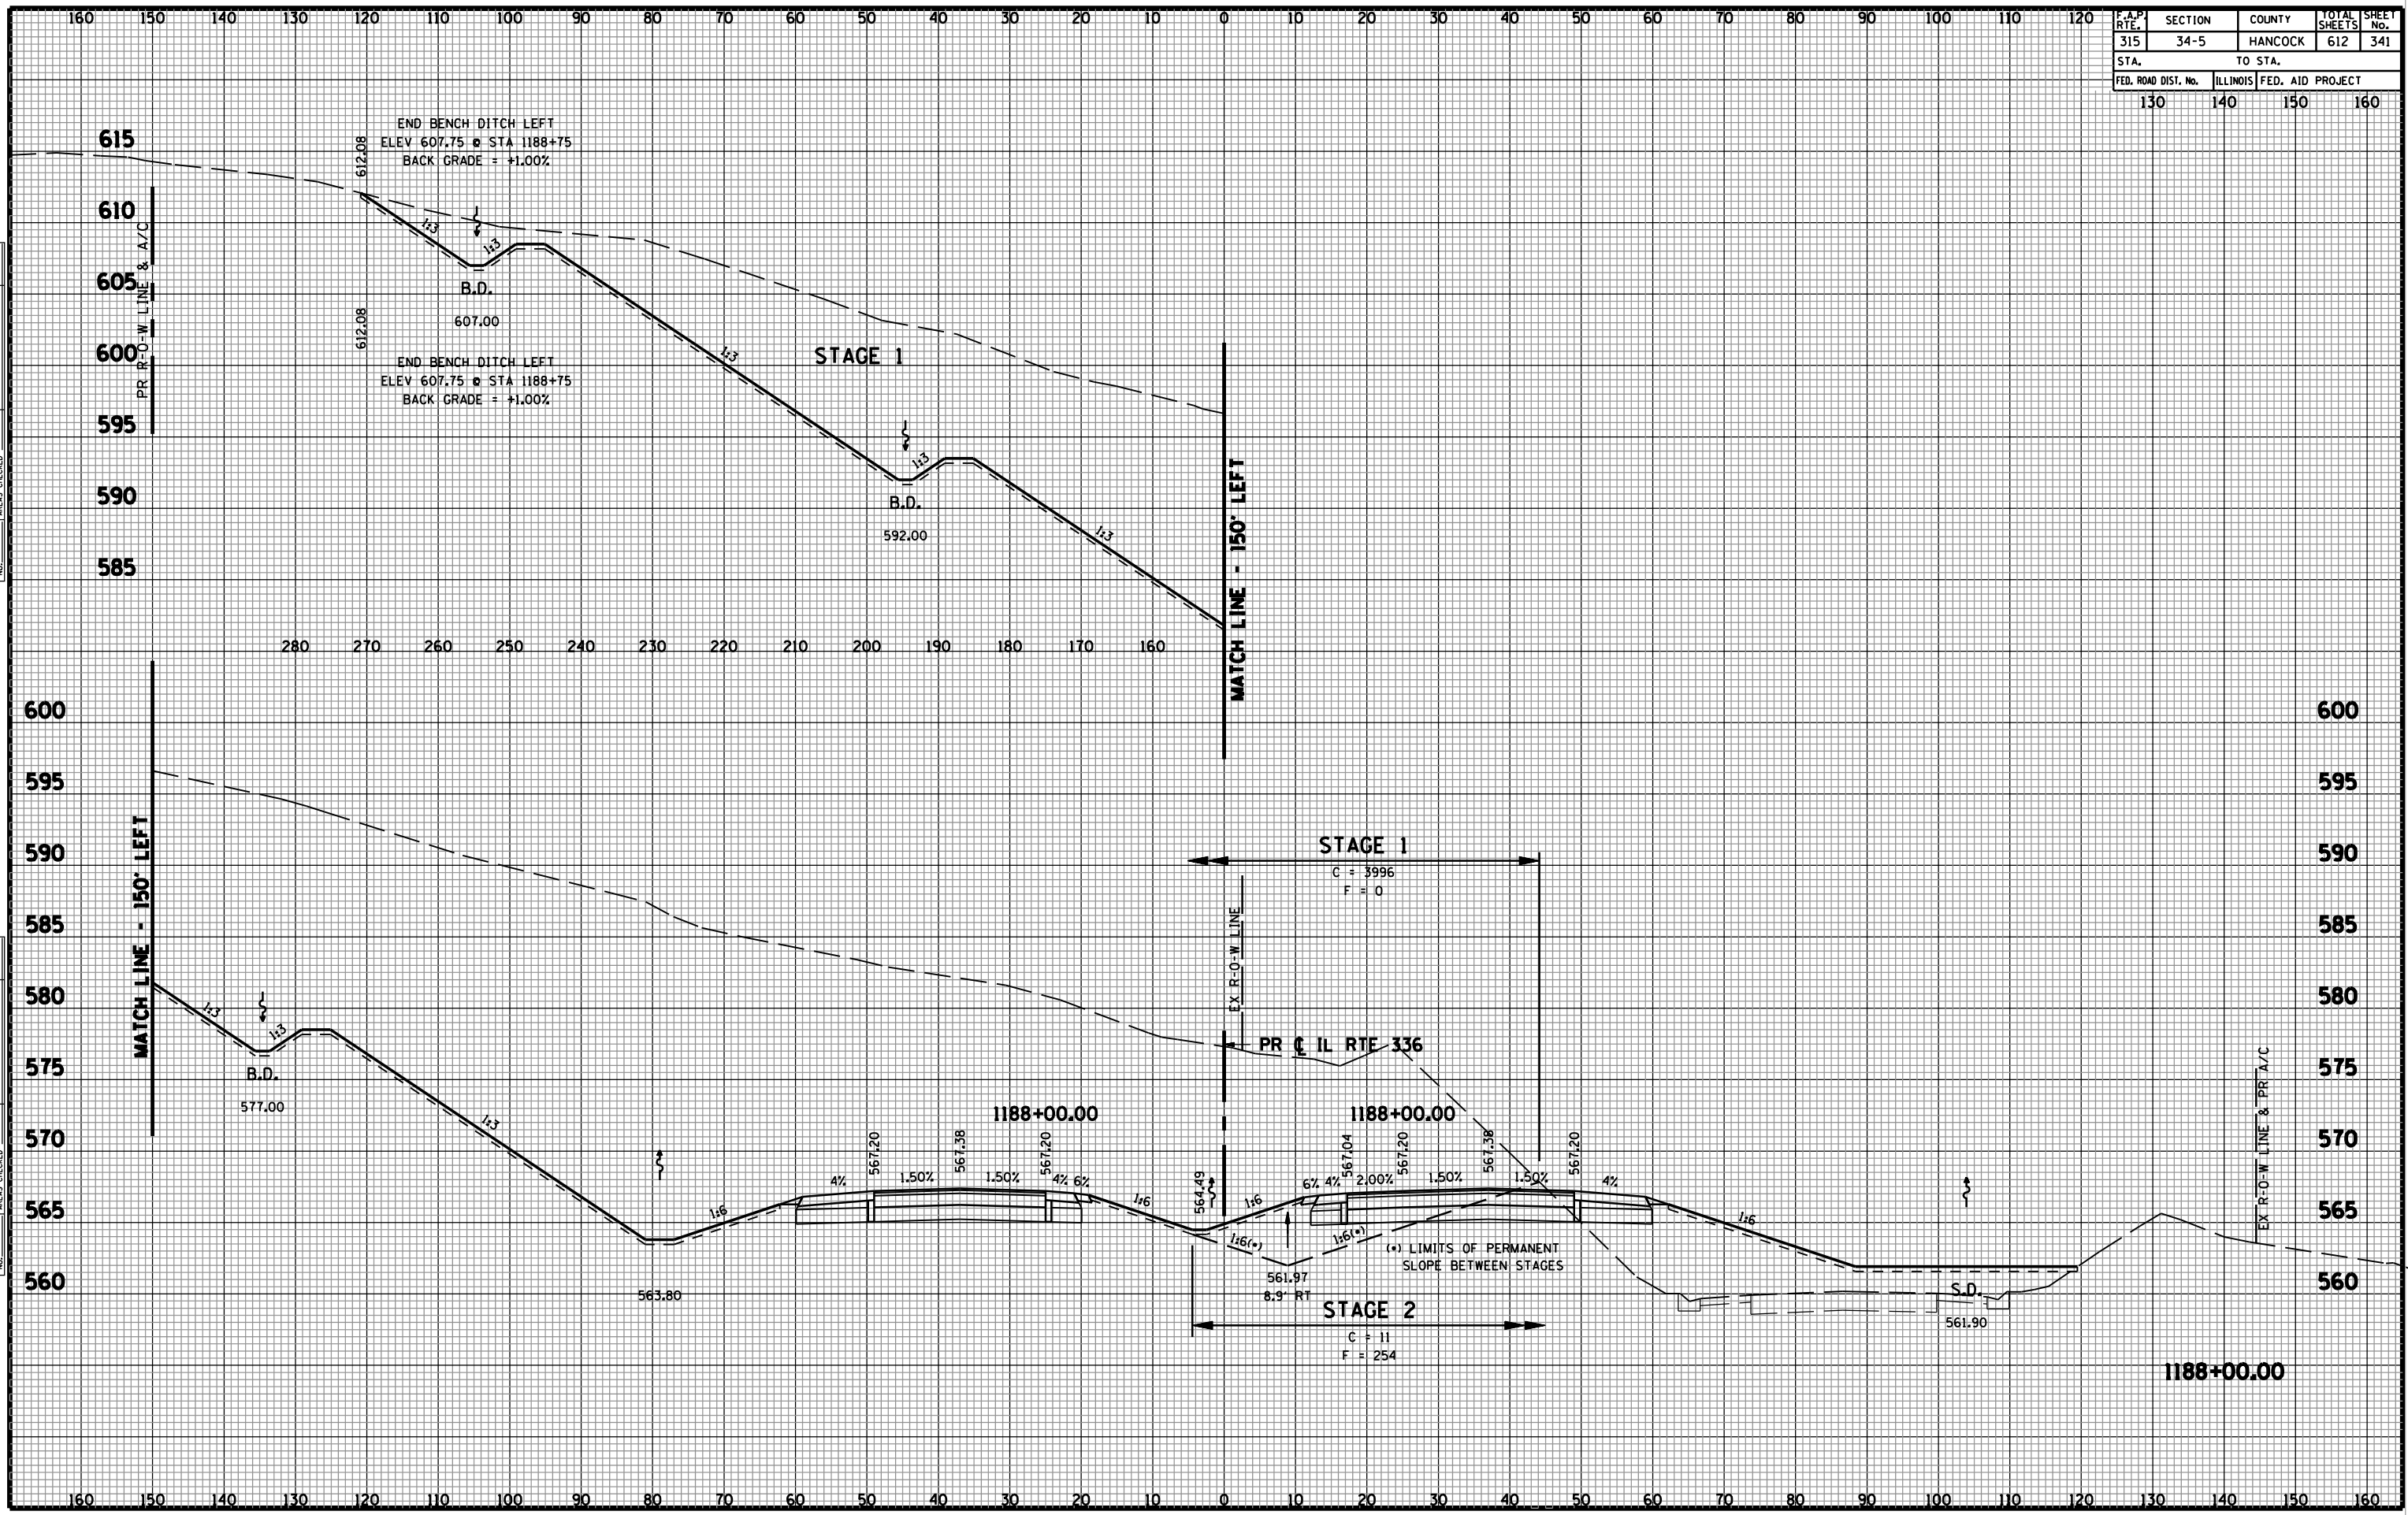 160 150 140 130 120 110 100 90 80 70 60 50 40 30 20 10 0 10 20 30 40 50 60 70 80 90 100 110 120
F.A.P. RTE. SECTION COUNTY TOTAL SHEETS SHEET No.
315 34-5 HANCOCK 612 341
STA. TO STA.
FED. ROAD DIST. No. ILLINOIS FED. AID PROJECT
130 140 150 160
615
610
605
600
595
590
585
PR R-O-W LINE & A/C
612.08
END BENCH DITCH LEFT
ELEV 607.75 @ STA 1188+75
BACK GRADE = +1.00%
1:3
1:3
B.D.
607.00
612.08
END BENCH DITCH LEFT
ELEV 607.75 @ STA 1188+75
BACK GRADE = +1.00%
1:3
STAGE 1
1:3
B.D.
592.00
1:3
MATCH LINE - 150' LEFT
280 270 260 250 240 230 220 210 200 190 180 170 160
600
595
590
585
580
575
570
565
560
600
595
590
585
580
575
570
565
560
MATCH LINE - 150' LEFT
1:3
1:3
B.D.
577.00
1:3
STAGE 1
C = 3996
F = 0
EX R-O-W LINE
PR ℄ IL RTE 336
1188+00.00
1188+00.00
563.80
1:6
4%
567.20
1.50%
567.38
1.50%
567.20
4% 6%
1:6
564.49
1:6
6% 4%
567.04
2.00%
567.20
1.50%
567.38
1.50%
567.20
4%
1:6
1:6(•)
1:6(•)
(•) LIMITS OF PERMANENT
SLOPE BETWEEN STAGES
561.97
8.9' RT
STAGE 2
C = 11
F = 254
S.D.
561.90
EX R-O-W LINE & PR A/C
1188+00.00
160 150 140 130 120 110 100 90 80 70 60 50 40 30 20 10 0 10 20 30 40 50 60 70 80 90 100 110 120 130 140 150 160